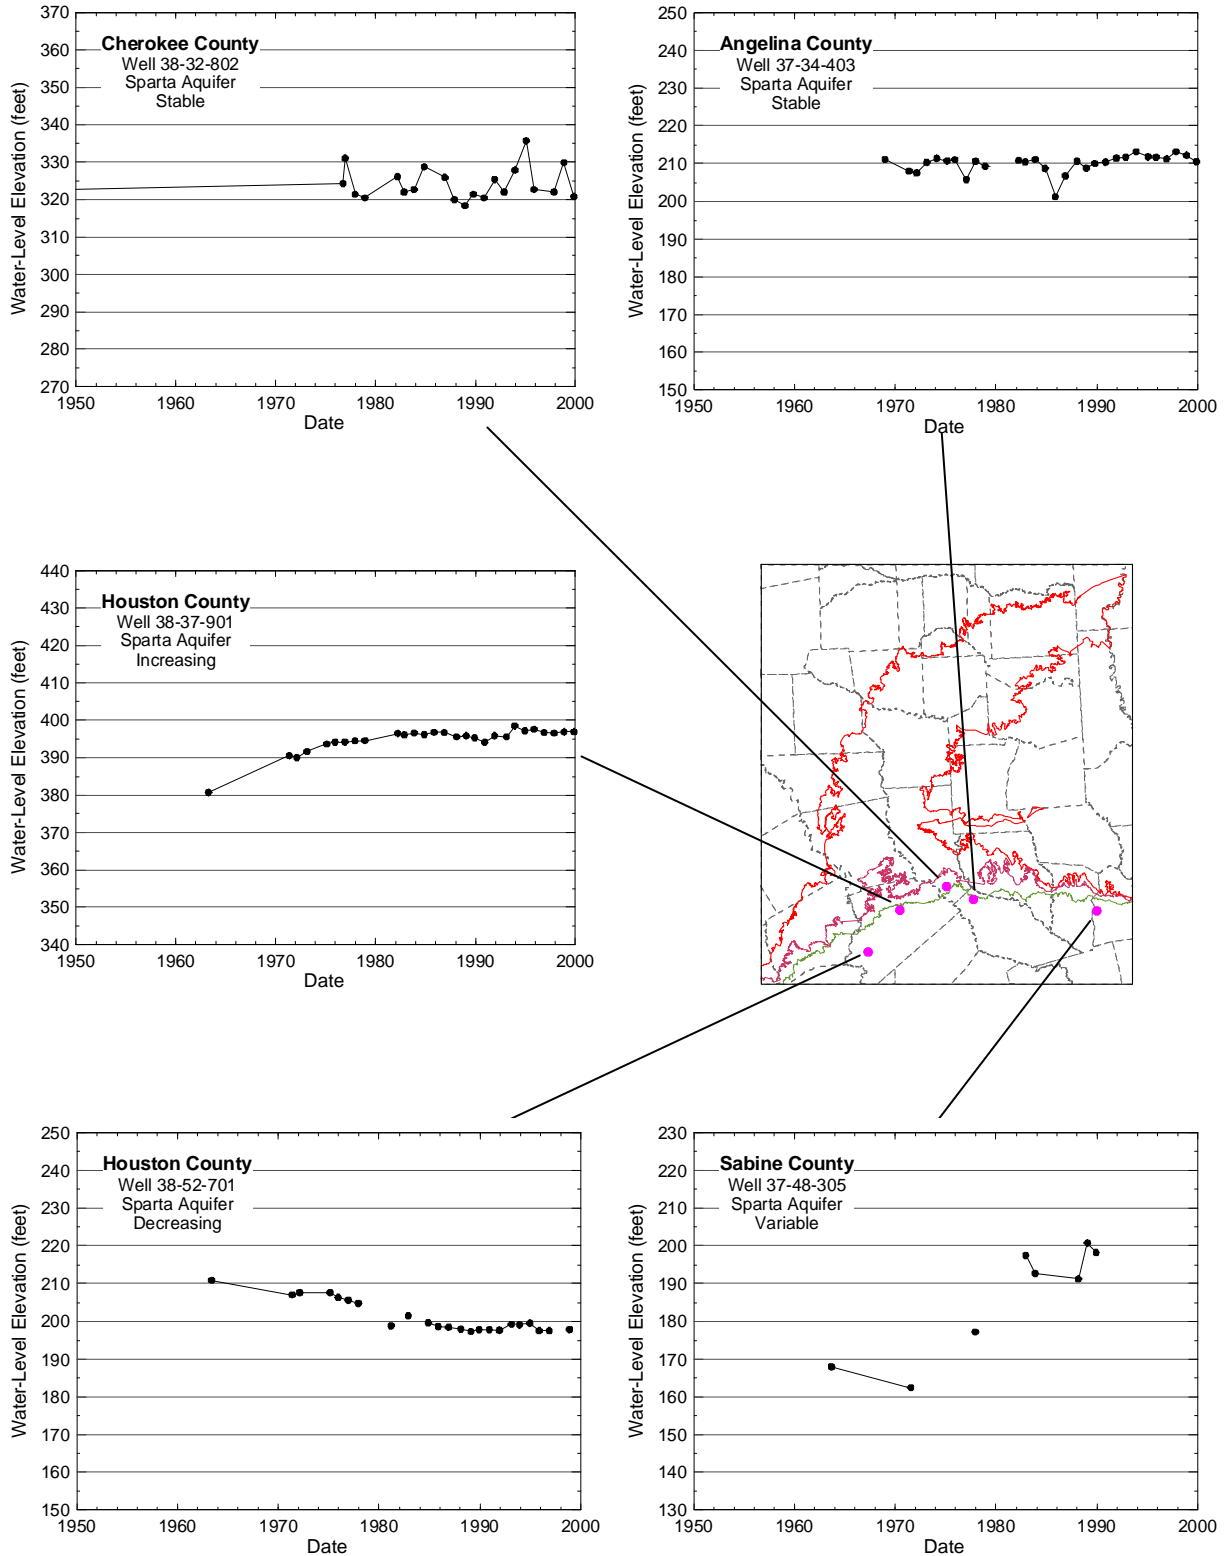 370
360
350
340
330
320
310
300
290
280
270
Water-Level Elevation (feet)
Cherokee County
Well 38-32-802
Sparta Aquifer
Stable
1950 1960 1970 1980 1990 2000
Date
250
240
230
220
210
200
190
180
170
160
150
Water-Level Elevation (feet)
Angelina County
Well 37-34-403
Sparta Aquifer
Stable
1950 1960 1970 1980 1990 2000
Date
440
430
420
410
400
390
380
370
360
350
340
Water-Level Elevation (feet)
Houston County
Well 38-37-901
Sparta Aquifer
Increasing
1950 1960 1970 1980 1990 2000
Date
250
240
230
220
210
200
190
180
170
160
150
Water-Level Elevation (feet)
Houston County
Well 38-52-701
Sparta Aquifer
Decreasing
1950 1960 1970 1980 1990 2000
Date
230
220
210
200
190
180
170
160
150
140
130
Water-Level Elevation (feet)
Sabine County
Well 37-48-305
Sparta Aquifer
Variable
1950 1960 1970 1980 1990 2000
Date